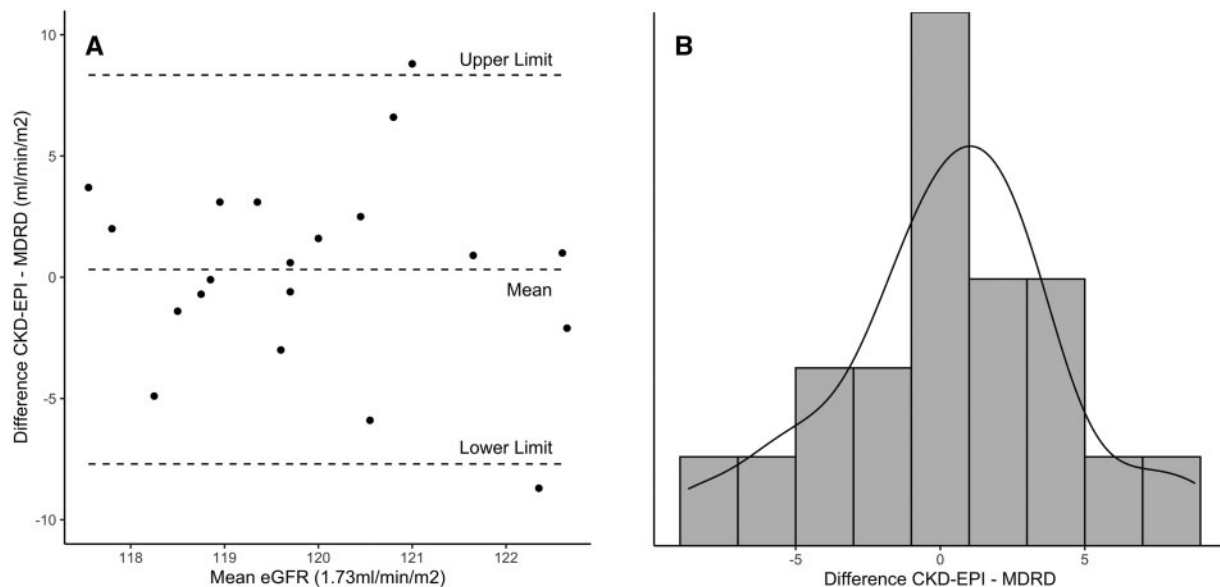 A
10
5
0
-5
-10
Difference CKD-EPI - MDRD (ml/min/m2)
Upper Limit
Mean
Lower Limit
118 119 120 121 122
Mean eGFR (1.73ml/min/m2)
B
-5 0 5
Difference CKD-EPI - MDRD